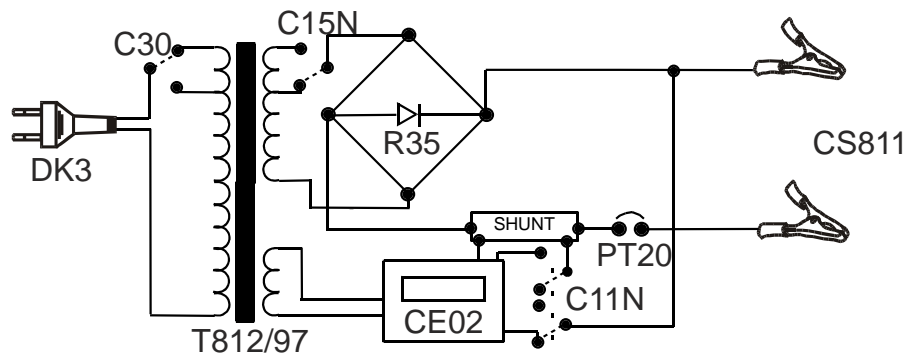 C15N
C30
R35
CS811
DK3
SHUNT
PT20
C11N
CE02
T812/97